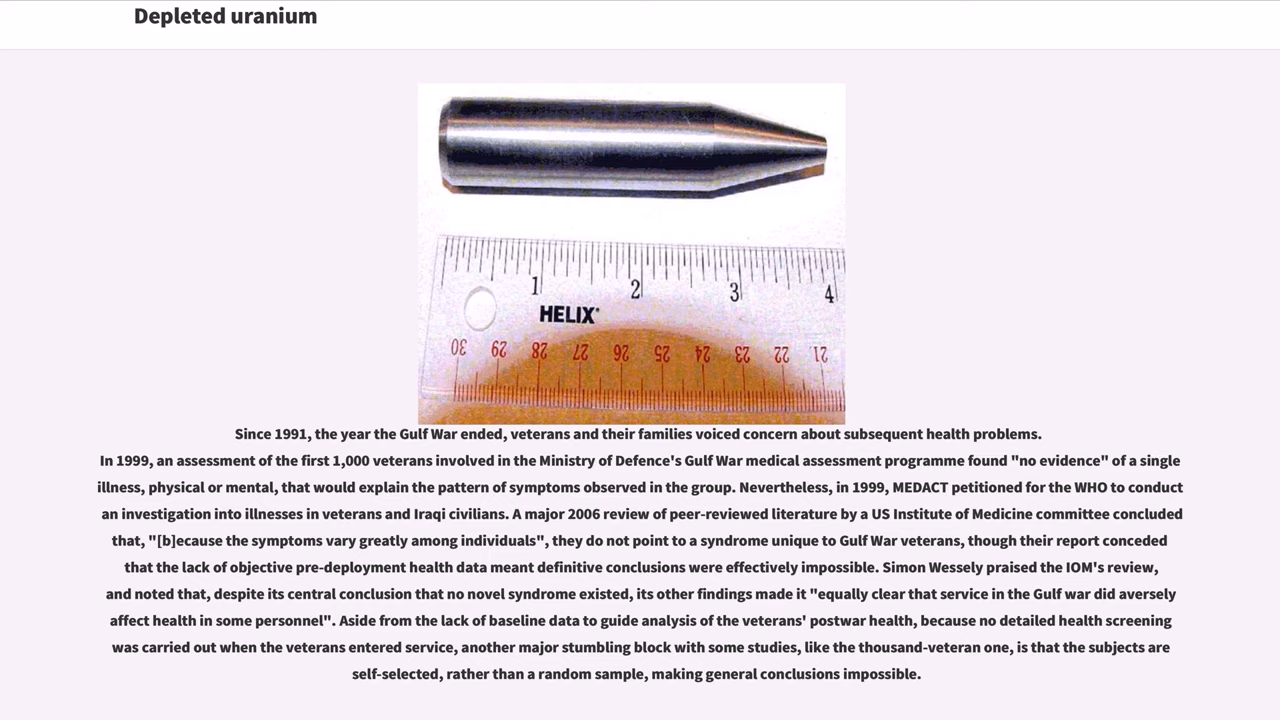 Depleted uranium
1 2 3 4
HELIX
30 29 28 27 26 25 24 23 22 21
Since 1991, the year the Gulf War ended, veterans and their families voiced concern about subsequent health problems.
In 1999, an assessment of the first 1,000 veterans involved in the Ministry of Defence's Gulf War medical assessment programme found "no evidence" of a single
illness, physical or mental, that would explain the pattern of symptoms observed in the group. Nevertheless, in 1999, MEDACT petitioned for the WHO to conduct
an investigation into illnesses in veterans and Iraqi civilians. A major 2006 review of peer-reviewed literature by a US Institute of Medicine committee concluded
that, "[b]ecause the symptoms vary greatly among individuals", they do not point to a syndrome unique to Gulf War veterans, though their report conceded
that the lack of objective pre-deployment health data meant definitive conclusions were effectively impossible. Simon Wessely praised the IOM's review,
and noted that, despite its central conclusion that no novel syndrome existed, its other findings made it "equally clear that service in the Gulf war did aversely
affect health in some personnel". Aside from the lack of baseline data to guide analysis of the veterans' postwar health, because no detailed health screening
was carried out when the veterans entered service, another major stumbling block with some studies, like the thousand-veteran one, is that the subjects are
self-selected, rather than a random sample, making general conclusions impossible.